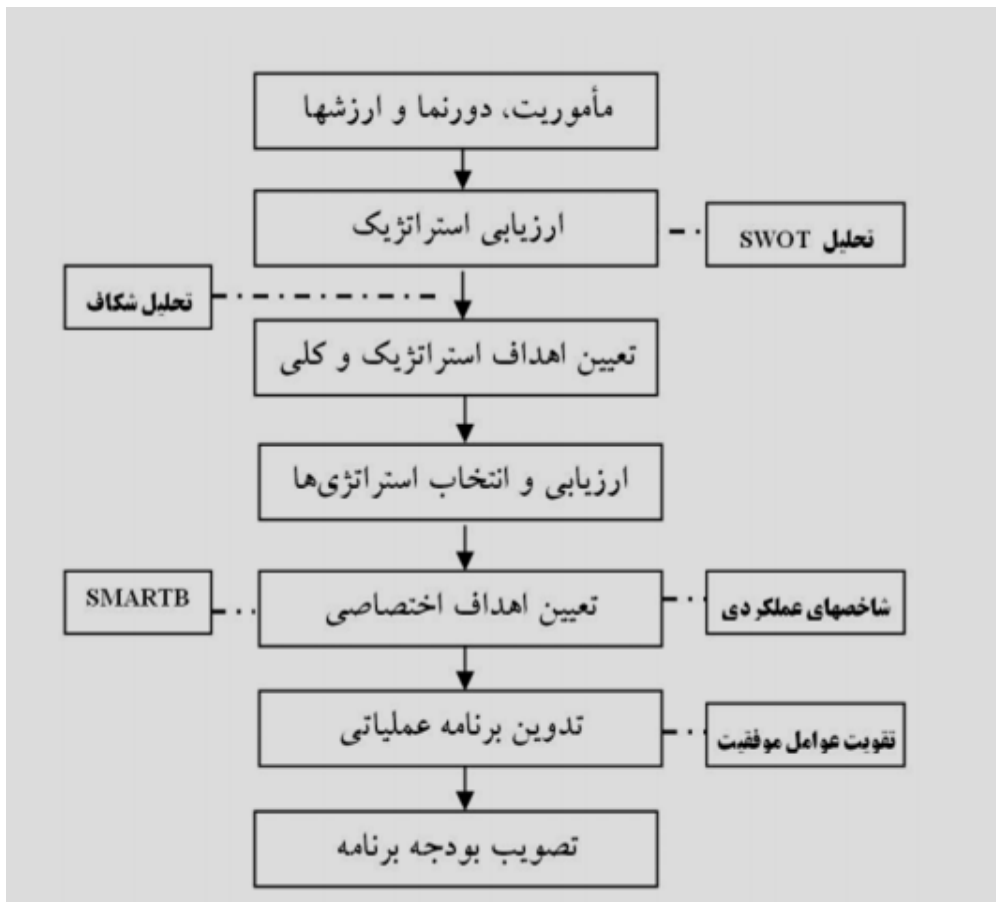 مأموریت، دورنما و ارزشها
ارزیابی استراتژیک
تحلیل SWOT
تحلیل شکاف
تعیین اهداف استراتژیک و کلی
ارزیابی و انتخاب استراتژی‌ها
SMARTB
تعیین اهداف اختصاصی
شاخصهای عملکردی
تدوین برنامه عملیاتی
تقویت عوامل موفقیت
تصویب بودجه برنامه